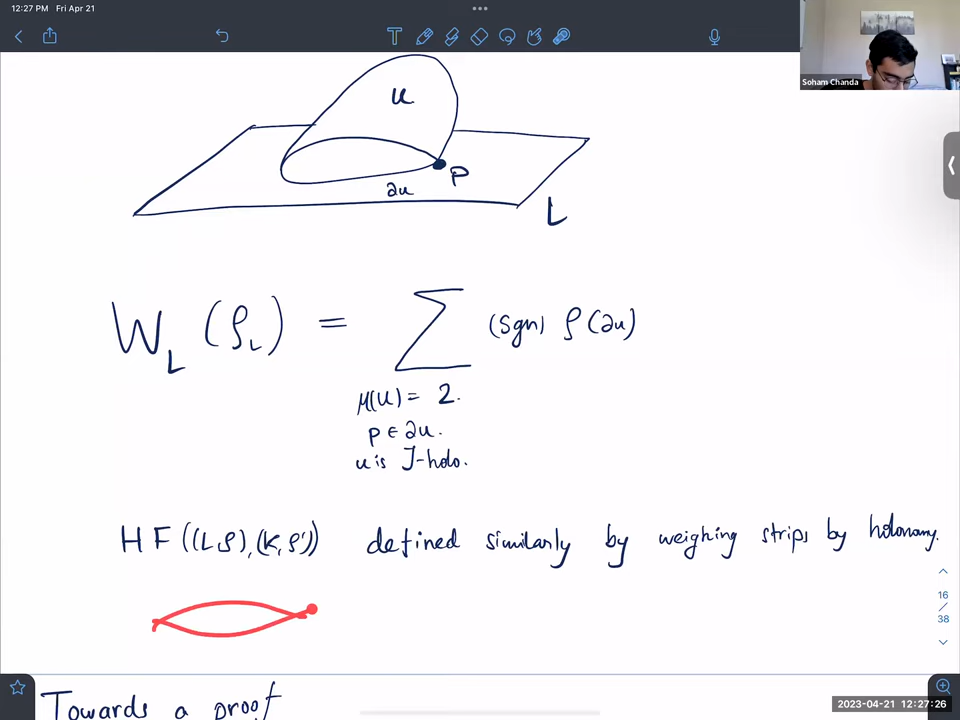 12:27 PM Fri Apr 21
Soham Chanda
u
P
∂u
L
W_L (ρ_L) = Σ (sgn) ρ(∂u)
μ(u) = 2.
p ∈ ∂u.
u is J-holo.
HF((L,ρ),(K,ρ')) defined similarly by weighing strips by holonomy.
16
/
38
Towards a proof
2023-04-21 12:27:26